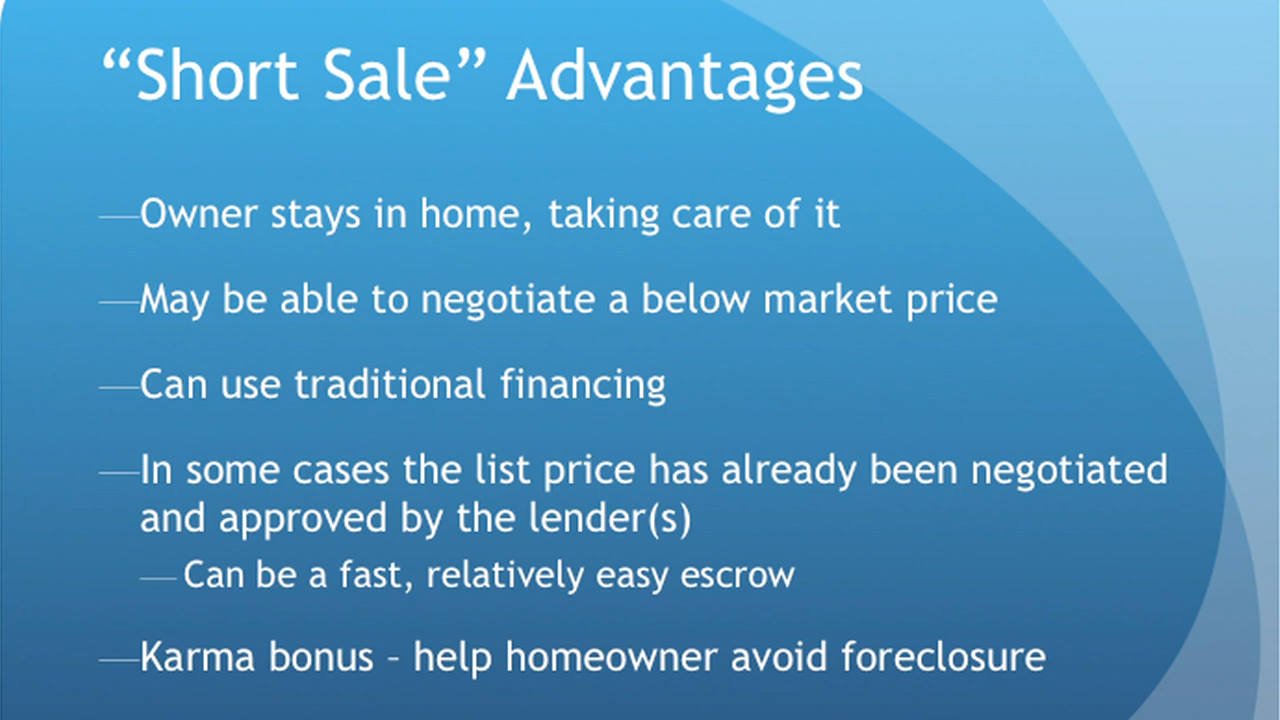 “Short Sale” Advantages
—Owner stays in home, taking care of it
—May be able to negotiate a below market price
—Can use traditional financing
—In some cases the list price has already been negotiated
and approved by the lender(s)
— Can be a fast, relatively easy escrow
—Karma bonus – help homeowner avoid foreclosure